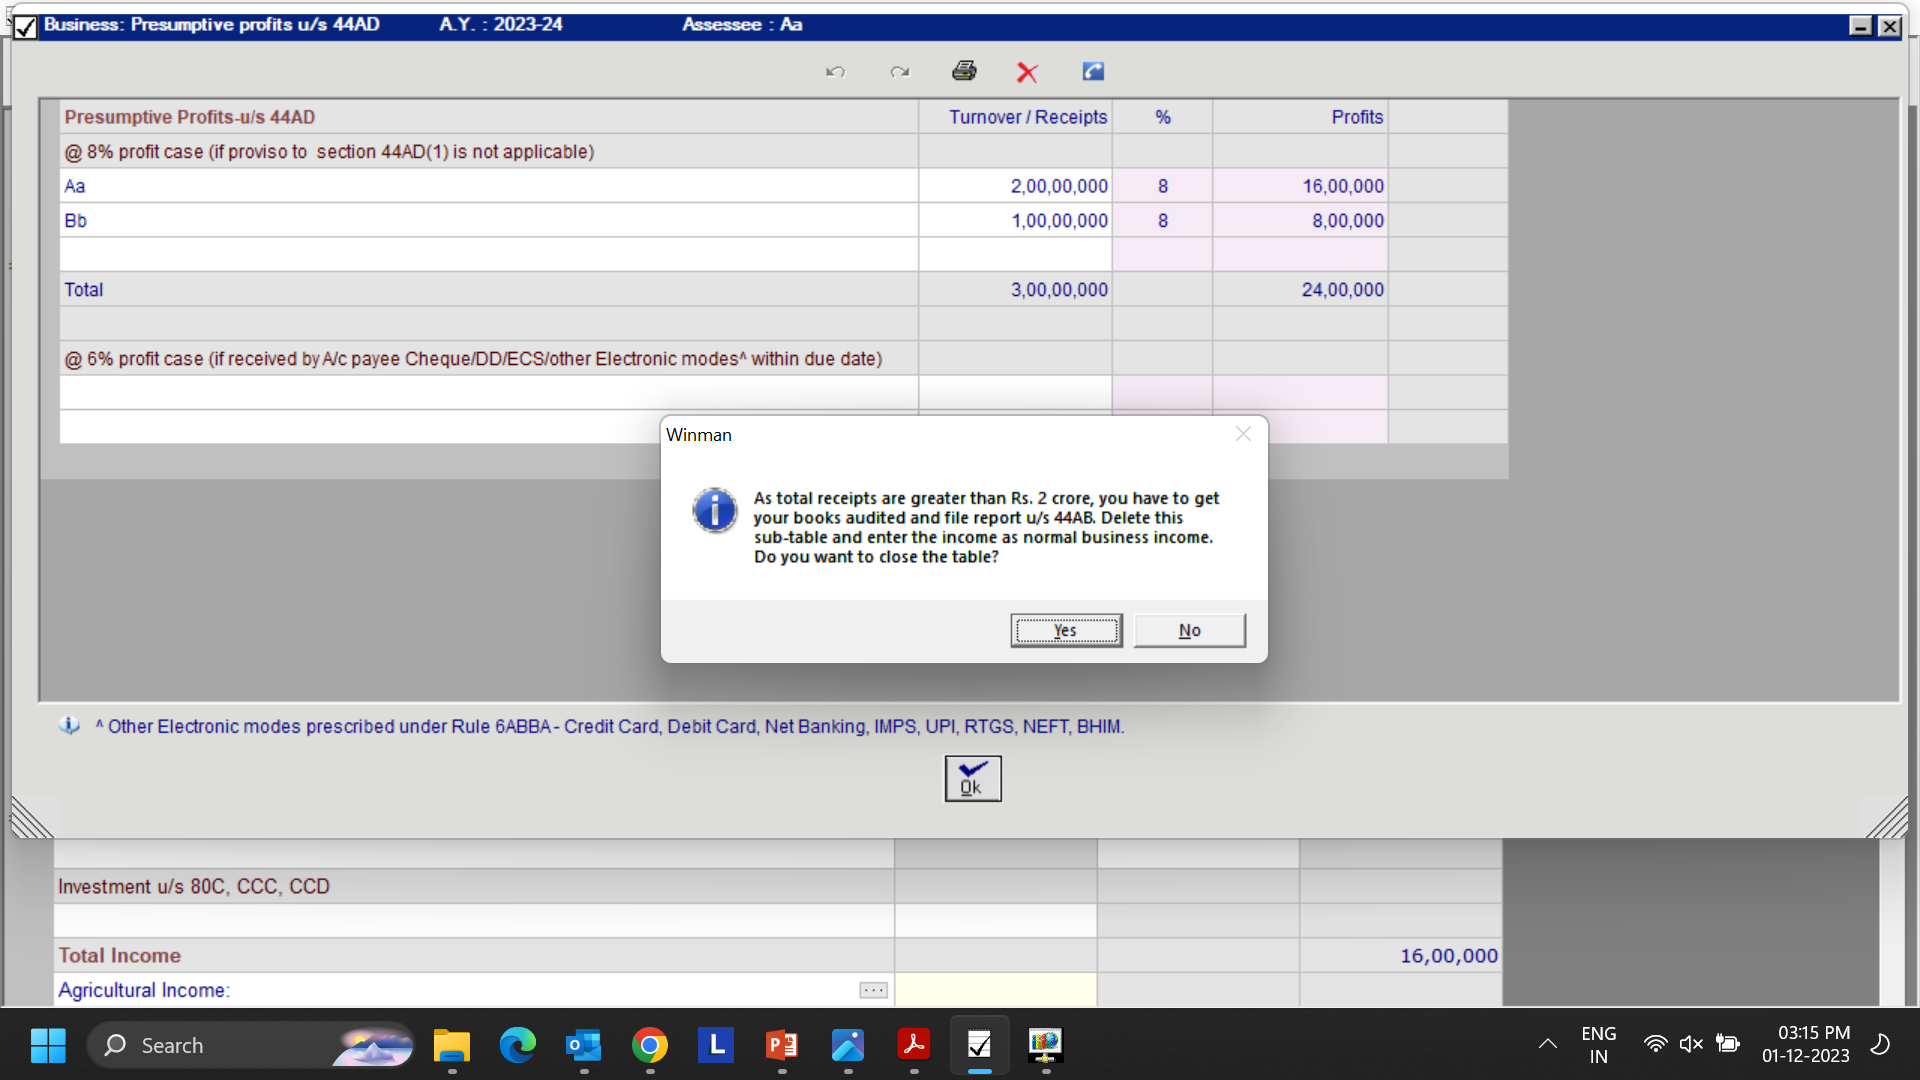 Business: Presumptive profits u/s 44AD A.Y. : 2023-24 Assessee : Aa
Presumptive Profits-u/s 44AD Turnover / Receipts % Profits
@ 8% profit case (if proviso to section 44AD(1) is not applicable)
Aa 2,00,00,000 8 16,00,000
Bb 1,00,00,000 8 8,00,000
Total 3,00,00,000 24,00,000
@ 6% profit case (if received by A/c payee Cheque/DD/ECS/other Electronic modes^ within due date)
Winman
As total receipts are greater than Rs. 2 crore, you have to get
your books audited and file report u/s 44AB. Delete this
sub-table and enter the income as normal business income.
Do you want to close the table?
Yes No
^ Other Electronic modes prescribed under Rule 6ABBA - Credit Card, Debit Card, Net Banking, IMPS, UPI, RTGS, NEFT, BHIM.
Ok
Investment u/s 80C, CCC, CCD
Total Income 16,00,000
Agricultural Income: ...
Search L ENG 03:15 PM
IN 01-12-2023